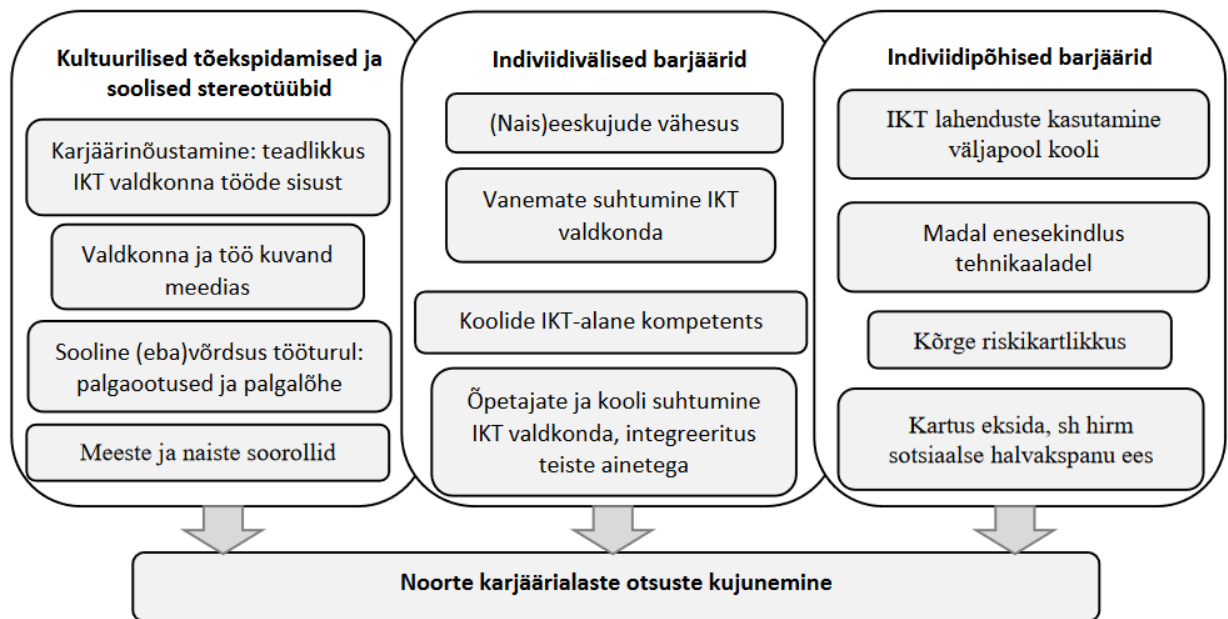 Kultuurilised tõekspidamised ja
soolised stereotüübid
Karjäärinõustamine: teadlikkus
IKT valdkonna tööde sisust
Valdkonna ja töö kuvand
meedias
Sooline (eba)võrdsus tööturul:
palgaootused ja palgalõhe
Meeste ja naiste soorollid
Indiviidivälised barjäärid
(Nais)eeskujude vähesus
Vanemate suhtumine IKT
valdkonda
Koolide IKT-alane kompetents
Õpetajate ja kooli suhtumine
IKT valdkonda, integreeritus
teiste ainetega
Indiviidipõhised barjäärid
IKT lahenduste kasutamine
väljapool kooli
Madal enesekindlus
tehnikaaladel
Kõrge riskikartlikkus
Kartus eksida, sh hirm
sotsiaalse halvakspanu ees
Noorte karjäärialaste otsuste kujunemine